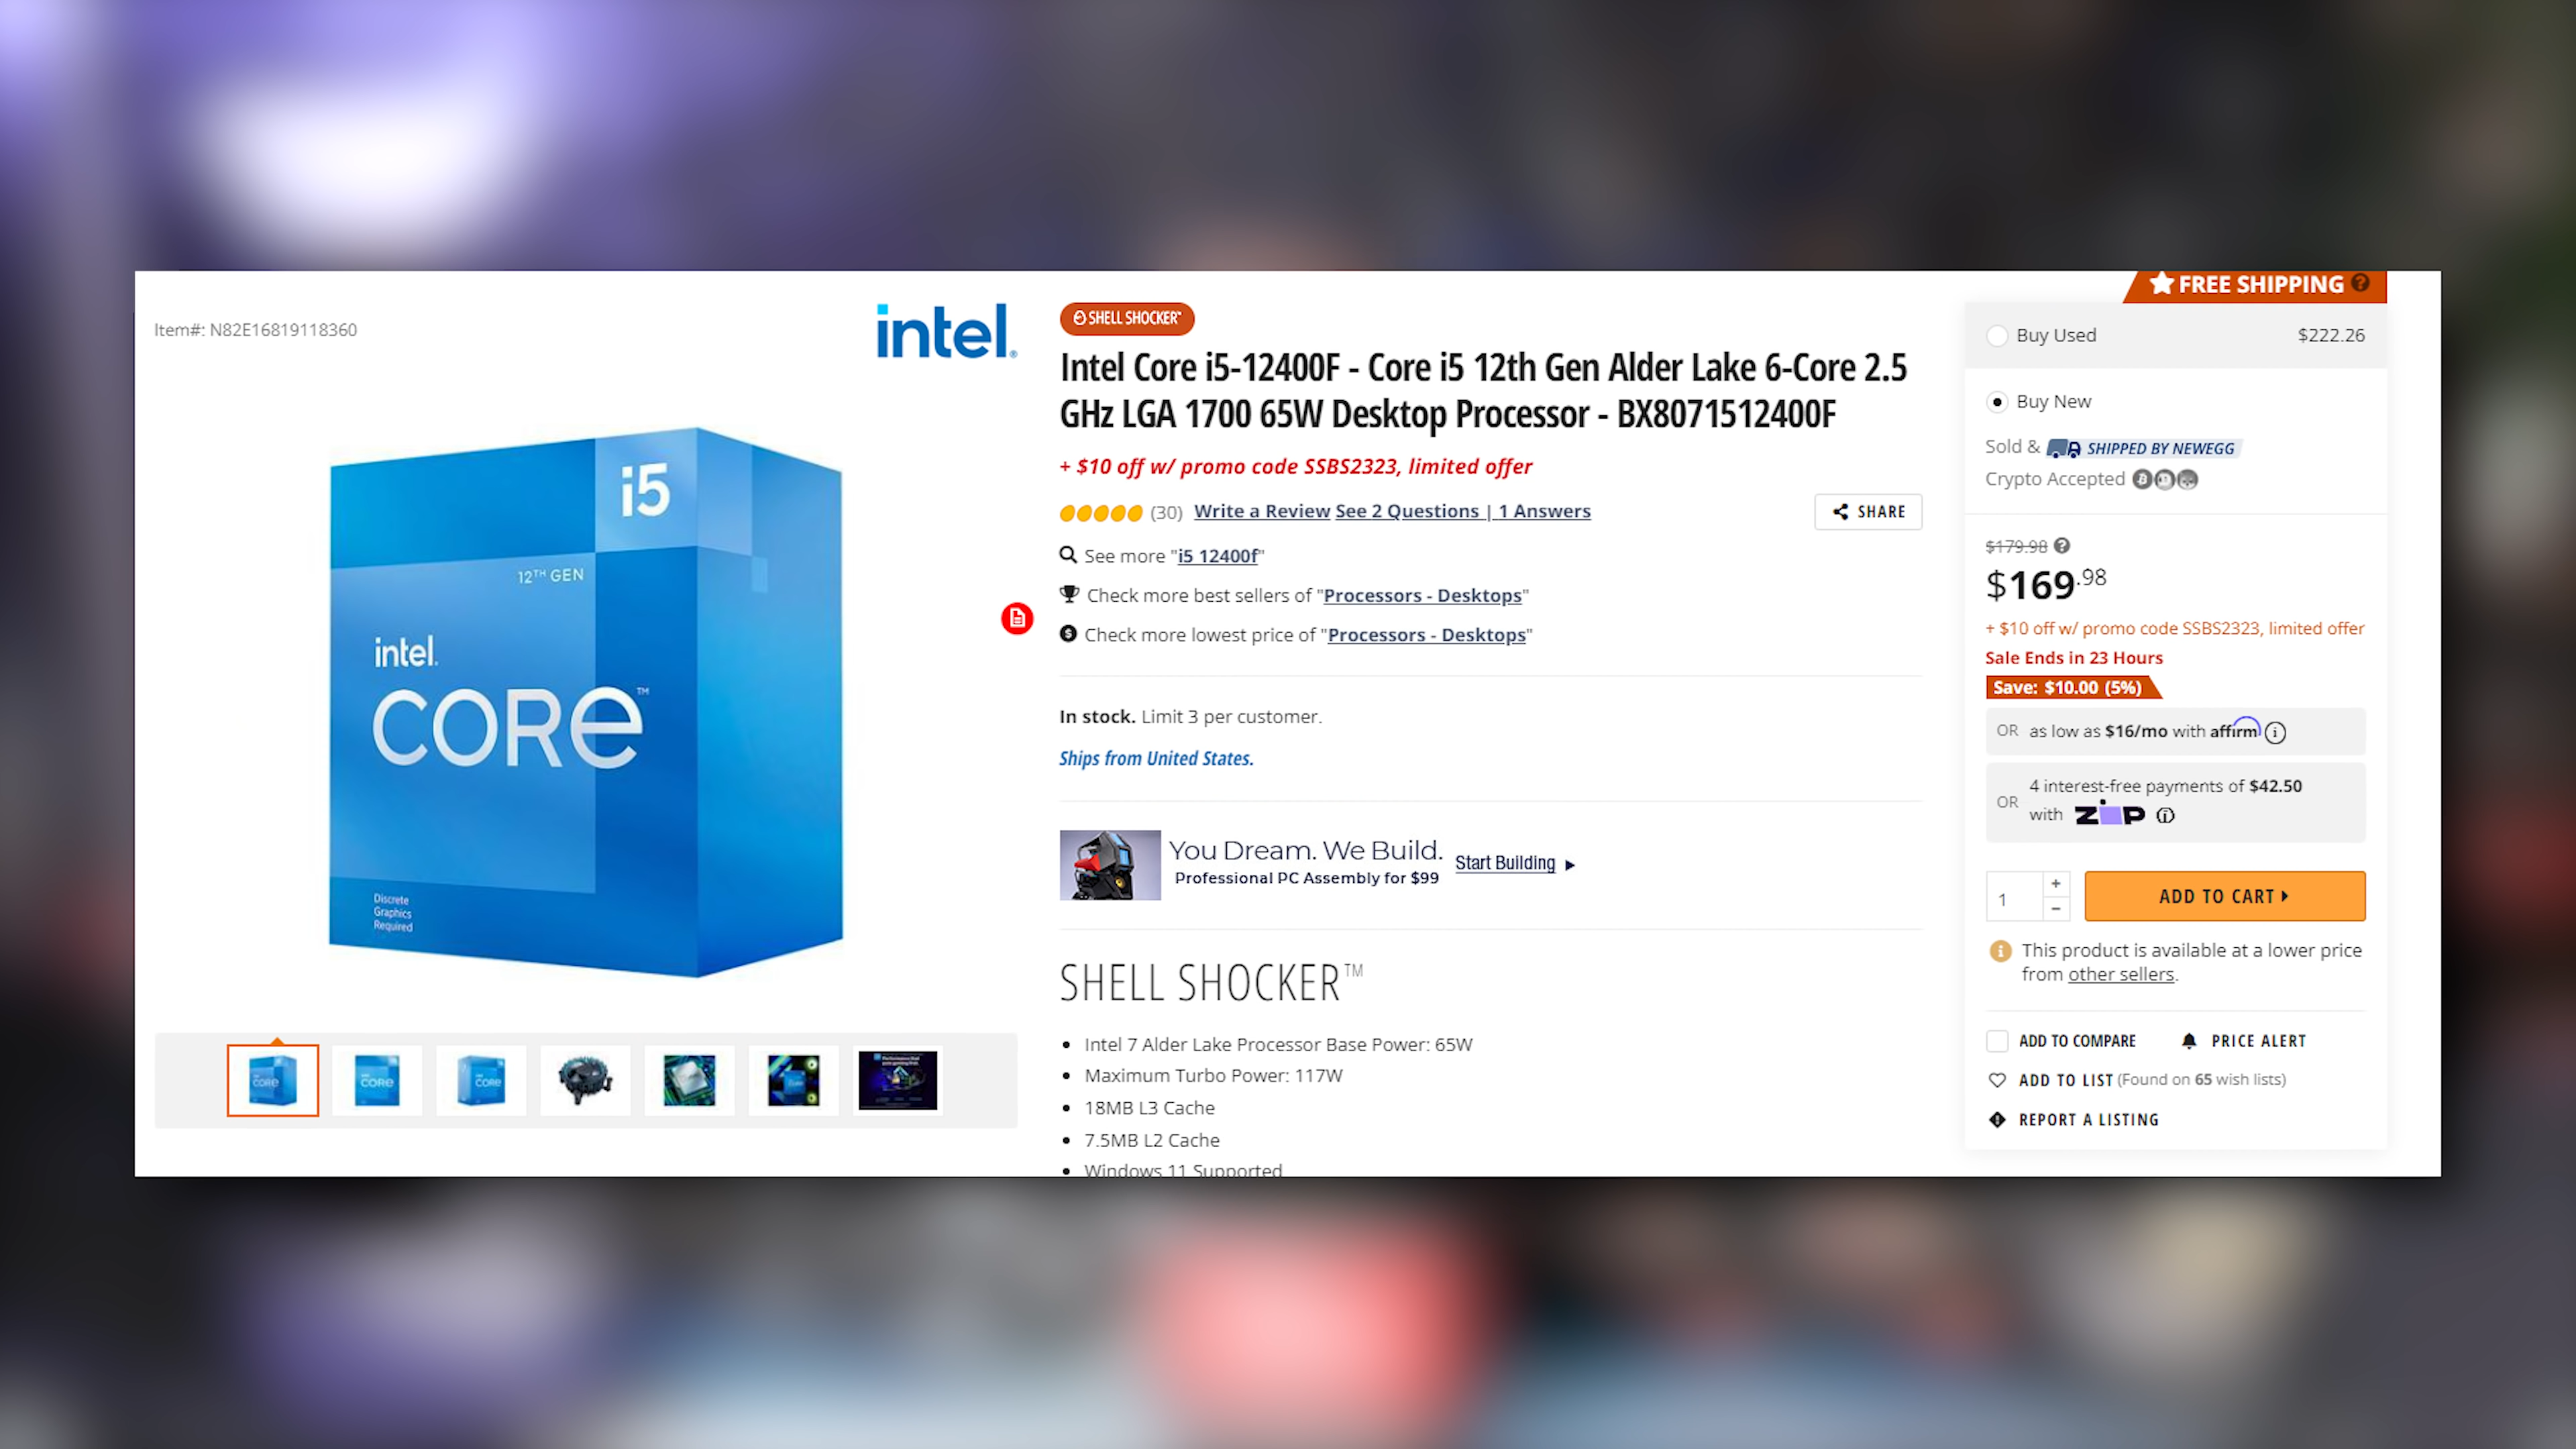 Item#: N82E16819118360
intel.
i5
12TH GEN
intel.
CORE™
Discrete
Graphics
Required
SHELL SHOCKER™
Intel Core i5-12400F - Core i5 12th Gen Alder Lake 6-Core 2.5
GHz LGA 1700 65W Desktop Processor - BX8071512400F
+ $10 off w/ promo code SSBS2323, limited offer
(30) Write a Review See 2 Questions | 1 Answers
SHARE
See more "i5 12400f"
Check more best sellers of "Processors - Desktops"
Check more lowest price of "Processors - Desktops"
In stock. Limit 3 per customer.
Ships from United States.
You Dream. We Build.
Professional PC Assembly for $99
Start Building
SHELL SHOCKER™
• Intel 7 Alder Lake Processor Base Power: 65W
• Maximum Turbo Power: 117W
• 18MB L3 Cache
• 7.5MB L2 Cache
• Windows 11 Supported
FREE SHIPPING ?
Buy Used $222.26
Buy New
Sold & SHIPPED BY NEWEGG
Crypto Accepted
$179.98 ?
$169.98
+ $10 off w/ promo code SSBS2323, limited offer
Sale Ends in 23 Hours
Save: $10.00 (5%)
OR as low as $16/mo with affirm
OR 4 interest-free payments of $42.50
with ZIP
1 + −
ADD TO CART
This product is available at a lower price
from other sellers.
ADD TO COMPARE
PRICE ALERT
ADD TO LIST (Found on 65 wish lists)
REPORT A LISTING